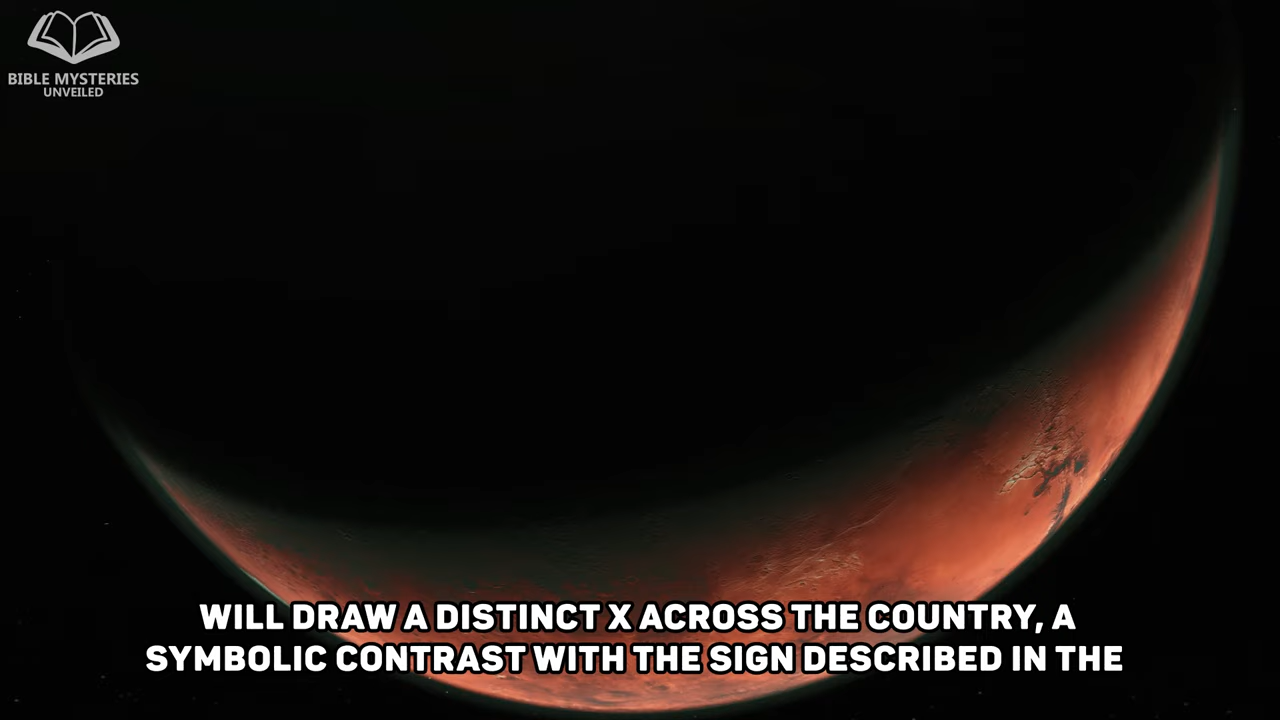 BIBLE MYSTERIES
UNVEILED
WILL DRAW A DISTINCT X ACROSS THE COUNTRY, A
SYMBOLIC CONTRAST WITH THE SIGN DESCRIBED IN THE